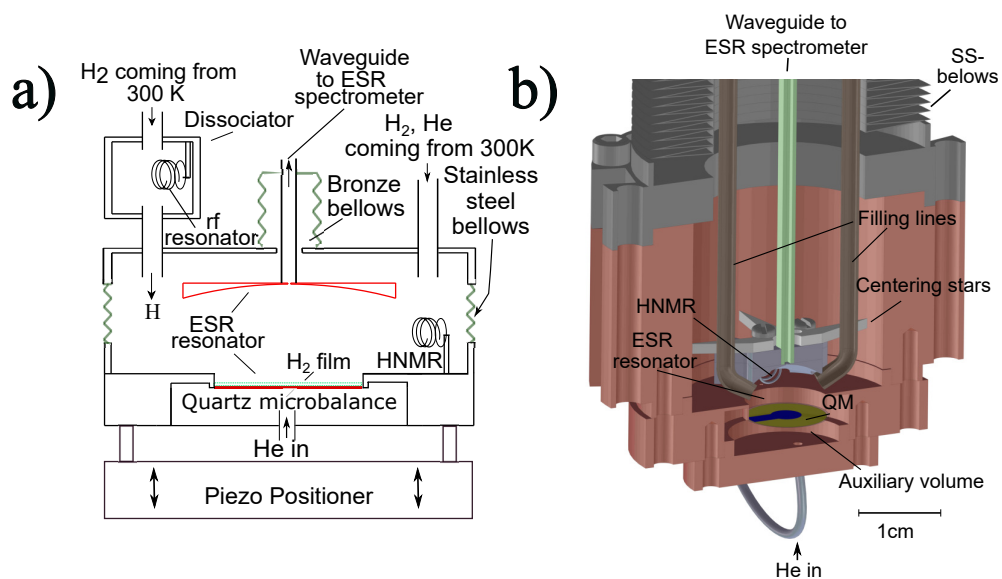 a)
H2 coming from
300 K
Dissociator
rf
resonator
H
Waveguide
to ESR
spectrometer
H₂, He
coming from 300K
Bronze
bellows
Stainless
steel
bellows
ESR
resonator
H₂ film
HNMR
Quartz microbalance
He in
Piezo Positioner
b)
Waveguide to
ESR spectrometer
SS-
belows
Filling lines
Centering stars
HNMR
ESR
resonator
QM
Auxiliary volume
1cm
He in